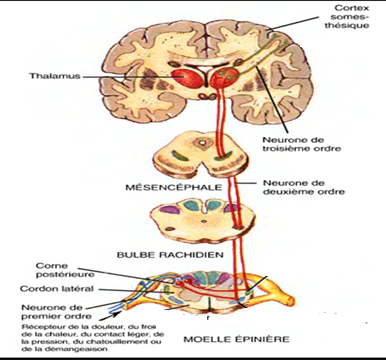 Cortex
somes-
thésique
Thalamus
Neurone de
troisième ordre
MÉSENCÉPHALE
Neurone de
deuxième ordre
BULBE RACHIDIEN
Corne
postérieure
Cordon latéral
Neurone de
premier ordre
Récepteur de la douleur, du froi
de la chaleur, du contact léger, de
la pression, du chatouillement ou
de la démangeaison
MOELLE ÉPINIÈRE